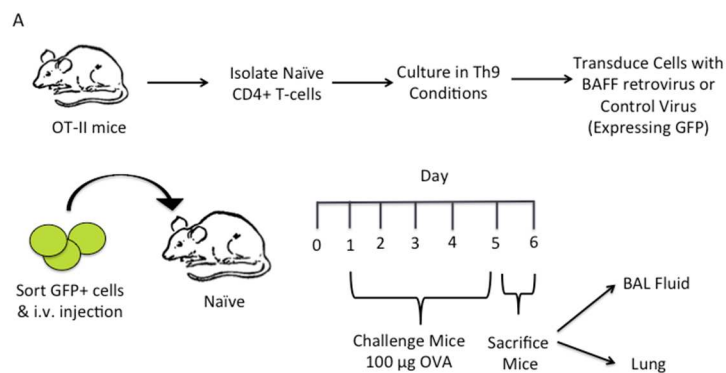 A
OT-II mice
Isolate Naïve
CD4+ T-cells
Culture in Th9
Conditions
Transduce Cells with
BAFF retrovirus or
Control Virus
(Expressing GFP)
Sort GFP+ cells
& i.v. injection
Naïve
Day
0 1 2 3 4 5 6
Challenge Mice
100 μg OVA
Sacrifice
Mice
BAL Fluid
Lung